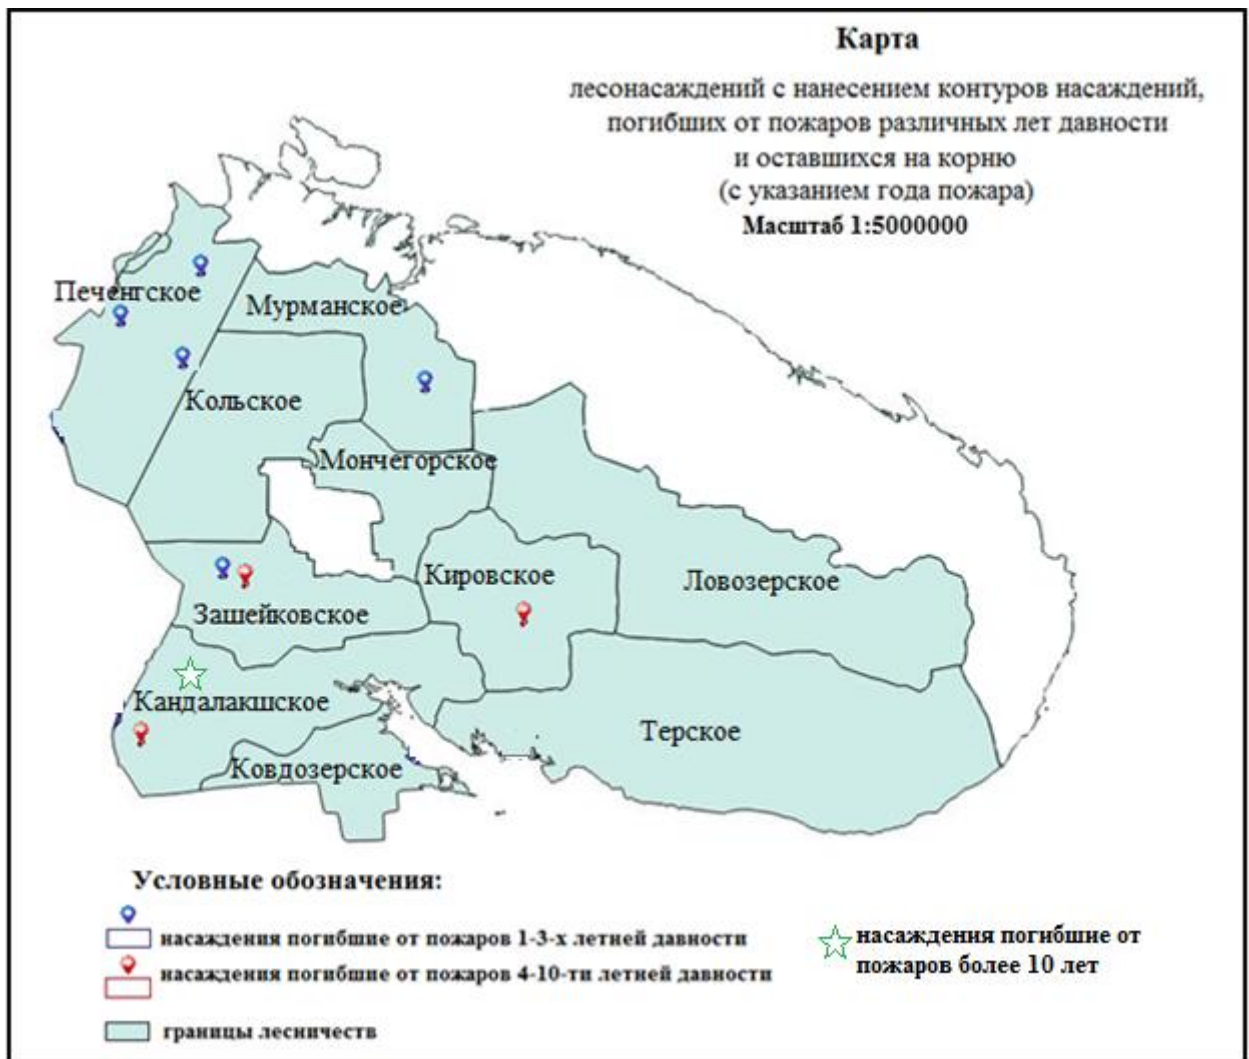 Карта
лесонасаждений с нанесением контуров насаждений,
погибших от пожаров различных лет давности
и оставшихся на корню
(с указанием года пожара)
Масштаб 1:5000000
Печенгское
Мурманское
Кольское
Мончегорское
Кировское
Ловозерское
Зашейковское
Кандалакшское
Терское
Ковдозерское
Условные обозначения:
насаждения погибшие от пожаров 1-3-х летней давности
насаждения погибшие от пожаров 4-10-ти летней давности
границы лесничеств
насаждения погибшие от
пожаров более 10 лет